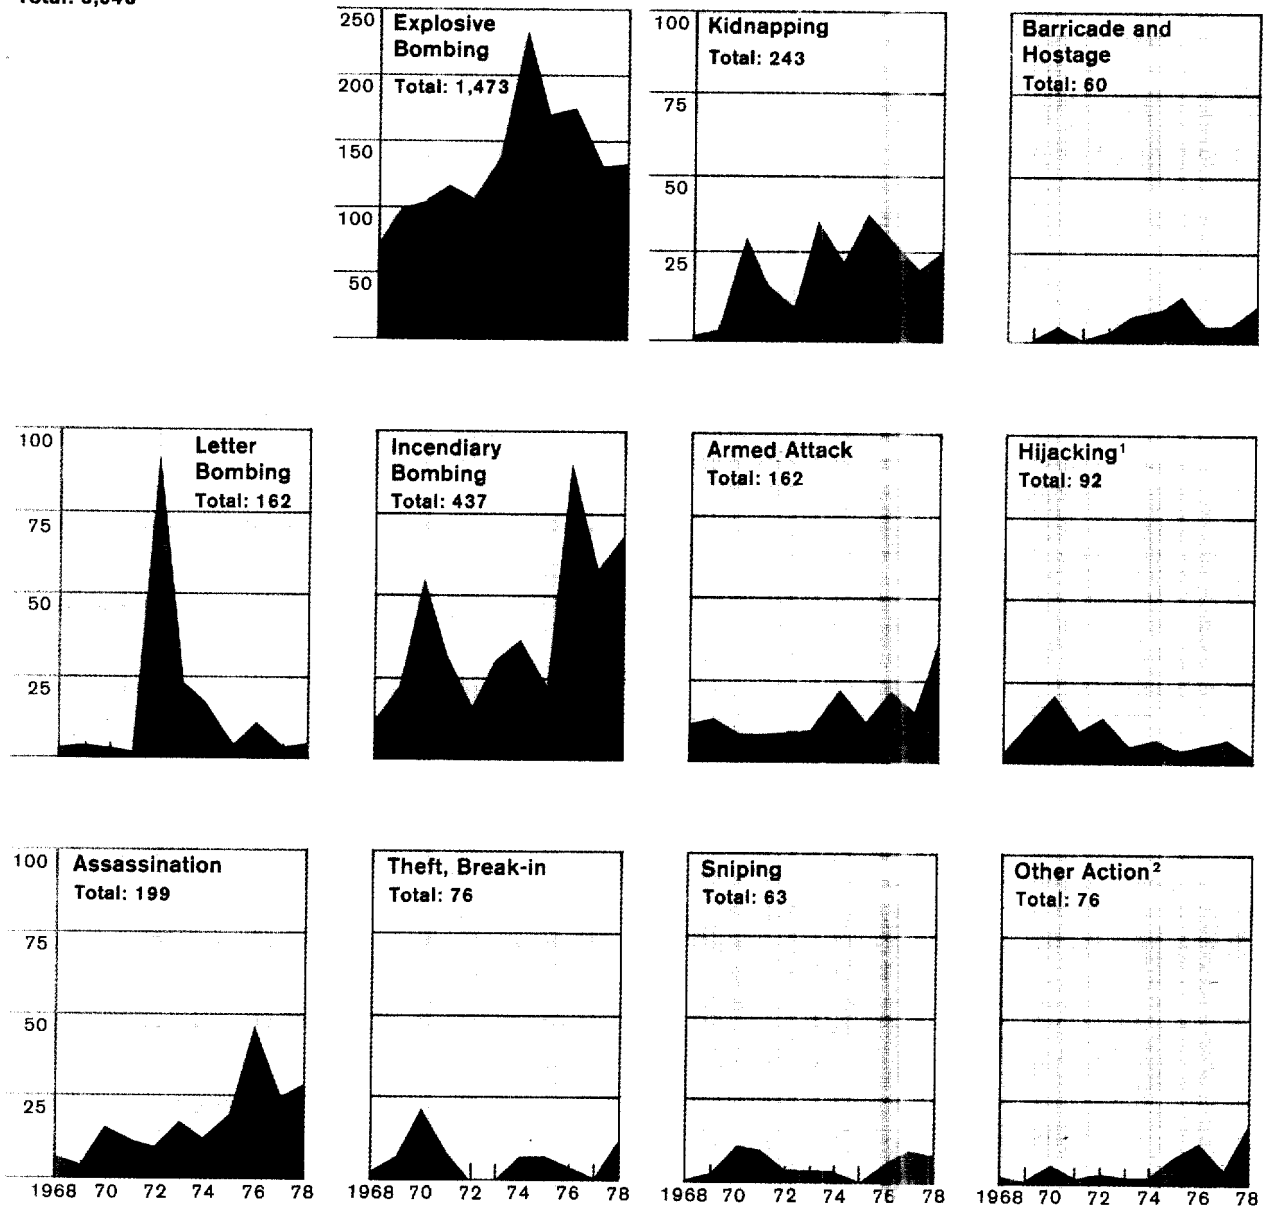 250
200
150
100
50
Explosive
Bombing
Total: 1,473
100
75
50
25
Kidnapping
Total: 243
Barricade and
Hostage
Total: 60
100
75
50
25
Letter
Bombing
Total: 162
Incendiary
Bombing
Total: 437
Armed Attack
Total: 162
Hijacking¹
Total: 92
100
75
50
25
Assassination
Total: 199
Theft, Break-in
Total: 76
Sniping
Total: 63
Other Action²
Total: 76
1968 70 72 74 76 78
1968 70 72 74 76 78
1968 70 72 74 76 78
1968 70 72 74 76 78